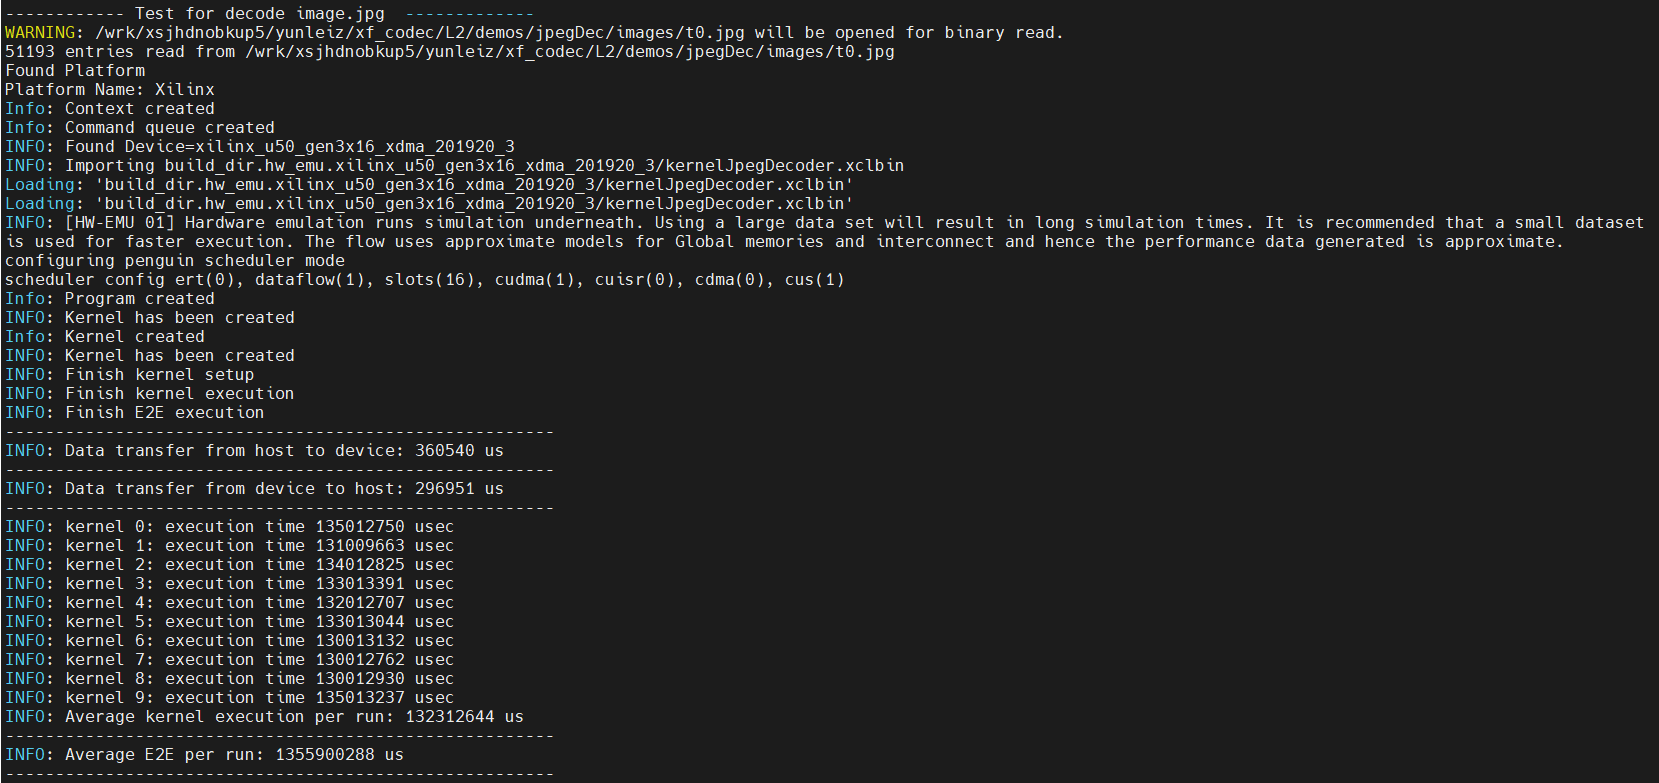 ------------ Test for decode image.jpg  -------------
WARNING: /wrk/xsjhdnobkup5/yunleiz/xf_codec/L2/demos/jpegDec/images/t0.jpg will be opened for binary read.
51193 entries read from /wrk/xsjhdnobkup5/yunleiz/xf_codec/L2/demos/jpegDec/images/t0.jpg
Found Platform
Platform Name: Xilinx
Info: Context created
Info: Command queue created
INFO: Found Device=xilinx_u50_gen3x16_xdma_201920_3
INFO: Importing build_dir.hw_emu.xilinx_u50_gen3x16_xdma_201920_3/kernelJpegDecoder.xclbin
Loading: 'build_dir.hw_emu.xilinx_u50_gen3x16_xdma_201920_3/kernelJpegDecoder.xclbin'
Loading: 'build_dir.hw_emu.xilinx_u50_gen3x16_xdma_201920_3/kernelJpegDecoder.xclbin'
INFO: [HW-EMU 01] Hardware emulation runs simulation underneath. Using a large data set will result in long simulation times. It is recommended that a small dataset
is used for faster execution. The flow uses approximate models for Global memories and interconnect and hence the performance data generated is approximate.
configuring penguin scheduler mode
scheduler config ert(0), dataflow(1), slots(16), cudma(1), cuisr(0), cdma(0), cus(1)
Info: Program created
INFO: Kernel has been created
Info: Kernel created
INFO: Kernel has been created
INFO: Finish kernel setup
INFO: Finish kernel execution
INFO: Finish E2E execution
-------------------------------------------------------
INFO: Data transfer from host to device: 360540 us
-------------------------------------------------------
INFO: Data transfer from device to host: 296951 us
-------------------------------------------------------
INFO: kernel 0: execution time 135012750 usec
INFO: kernel 1: execution time 131009663 usec
INFO: kernel 2: execution time 134012825 usec
INFO: kernel 3: execution time 133013391 usec
INFO: kernel 4: execution time 132012707 usec
INFO: kernel 5: execution time 133013044 usec
INFO: kernel 6: execution time 130013132 usec
INFO: kernel 7: execution time 130012762 usec
INFO: kernel 8: execution time 130012930 usec
INFO: kernel 9: execution time 135013237 usec
INFO: Average kernel execution per run: 132312644 us
-------------------------------------------------------
INFO: Average E2E per run: 1355900288 us
-------------------------------------------------------